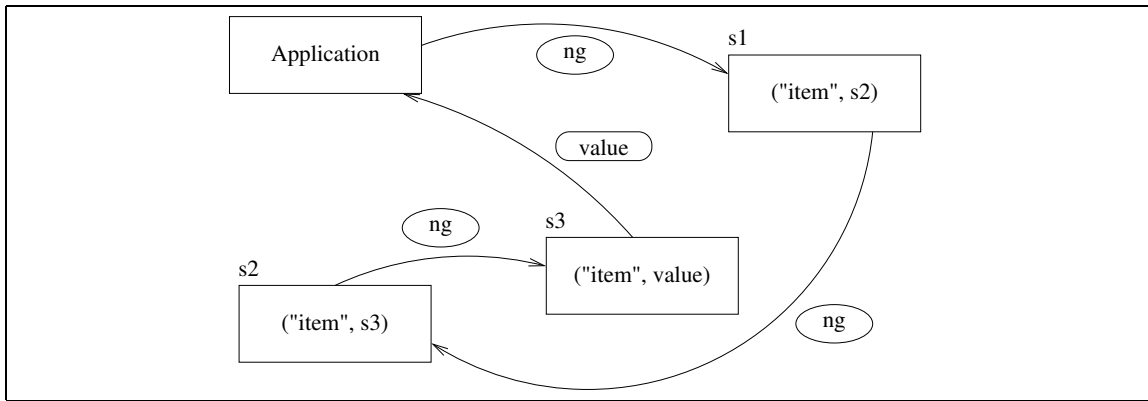 Application
ng
s1
("item", s2)
value
ng
s3
("item", value)
s2
("item", s3)
ng